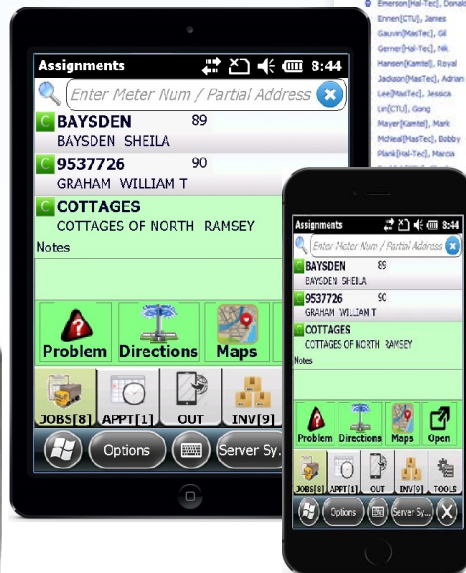 Assignments 8:44
Enter Meter Num / Partial Address
C BAYSDEN 89
BAYSDEN SHEILA
C 9537726 90
GRAHAM WILLIAM T
C COTTAGES
COTTAGES OF NORTH RAMSEY
Notes
Problem Directions Maps
JOBS[8] APPT[1] OUT INV[9]
Options Server Sy..
Emerson[Hal-Tec], Donald
Ennen[CTU], James
Gauvin[MasTec], Gil
Gerner[Hal-Tec], Nik
Hansen[Kamtel], Royal
Jackson[MasTec], Adrian
Lee[MasTec], Jessica
Lin[CTU], Gong
Mayer[Kamtel], Mark
McNeal[MasTec], Bobby
Plank[Hal-Tec], Marcia
Assignments 8:44
Enter Meter Num / Partial Address
C BAYSDEN 89
BAYSDEN SHEILA
C 9537726 90
GRAHAM WILLIAM T
C COTTAGES
COTTAGES OF NORTH RAMSEY
Notes
Problem Directions Maps Open
JOBS[8] APPT[1] OUT INV[9] TOOLS
Options Server Sy...